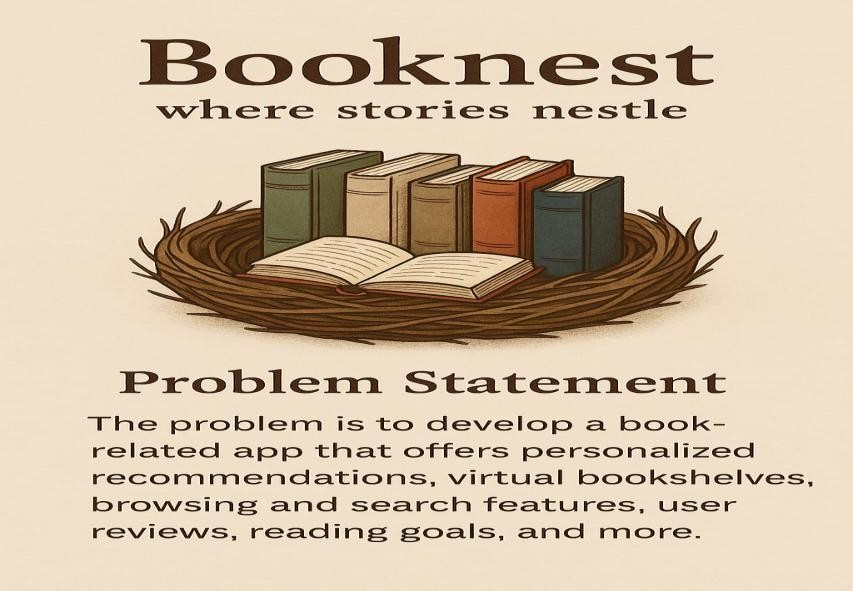 Booknest
where stories nestle
Problem Statement
The problem is to develop a book-
related app that offers personalized
recommendations, virtual bookshelves,
browsing and search features, user
reviews, reading goals, and more.